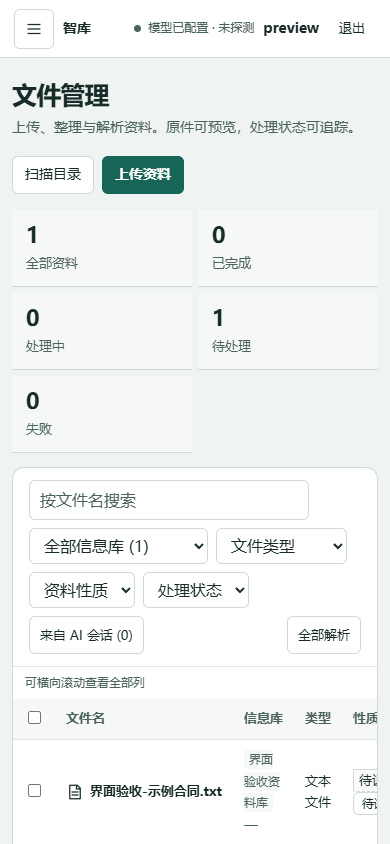 智库
模型已配置 · 未探测
preview
退出
文件管理
上传、整理与解析资料。原件可预览，处理状态可追踪。
扫描目录
上传资料
1
全部资料
0
已完成
0
处理中
1
待处理
0
失败
按文件名搜索
全部信息库 (1)
文件类型
资料性质
处理状态
来自 AI 会话 (0)
全部解析
可横向滚动查看全部列
文件名 信息库 类型 性质
界面验收-示例合同.txt
界面
验收资
料库
—
文本
文件
待
待